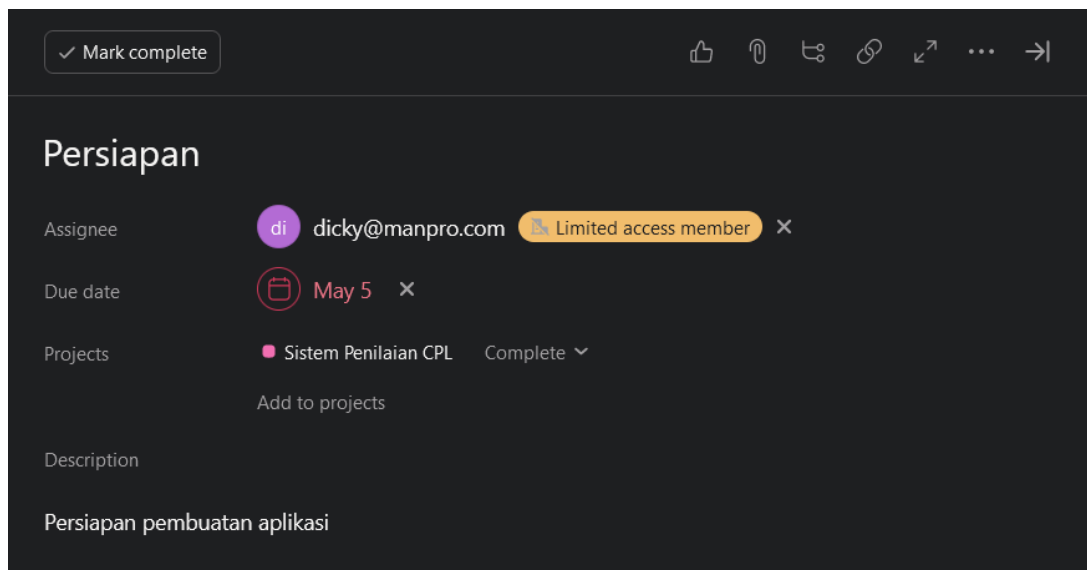 Mark complete
Persiapan
Assignee
di
dicky@manpro.com
Limited access member
Due date
May 5
Projects
Sistem Penilaian CPL
Complete
Add to projects
Description
Persiapan pembuatan aplikasi